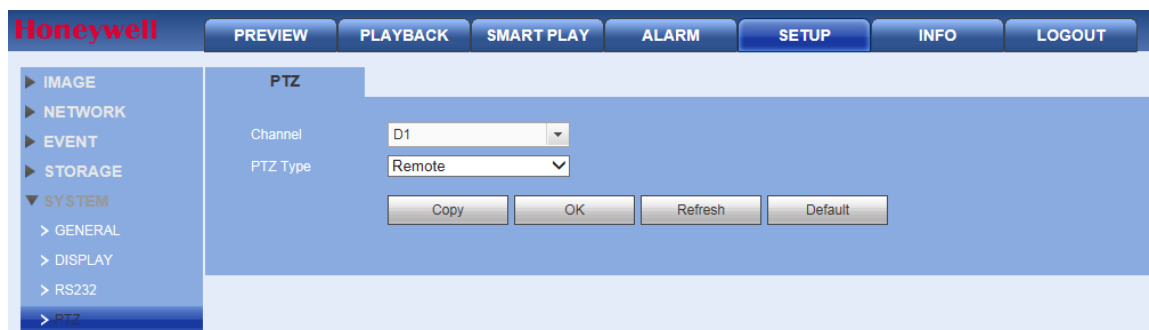 Honeywell
PREVIEW PLAYBACK SMART PLAY ALARM SETUP INFO LOGOUT
IMAGE
NETWORK
EVENT
STORAGE
SYSTEM
GENERAL
DISPLAY
RS232
PTZ
PTZ
Channel D1
PTZ Type Remote
Copy OK Refresh Default